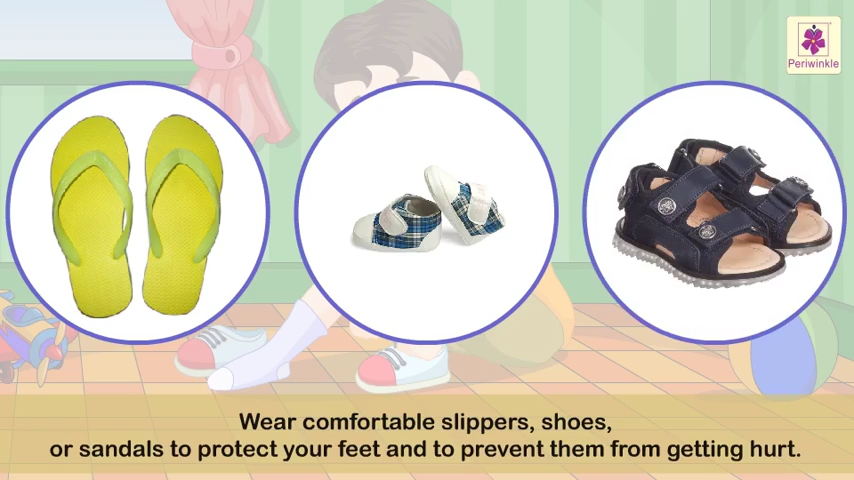 Periwinkle
Wear comfortable slippers, shoes,
or sandals to protect your feet and to prevent them from getting hurt.